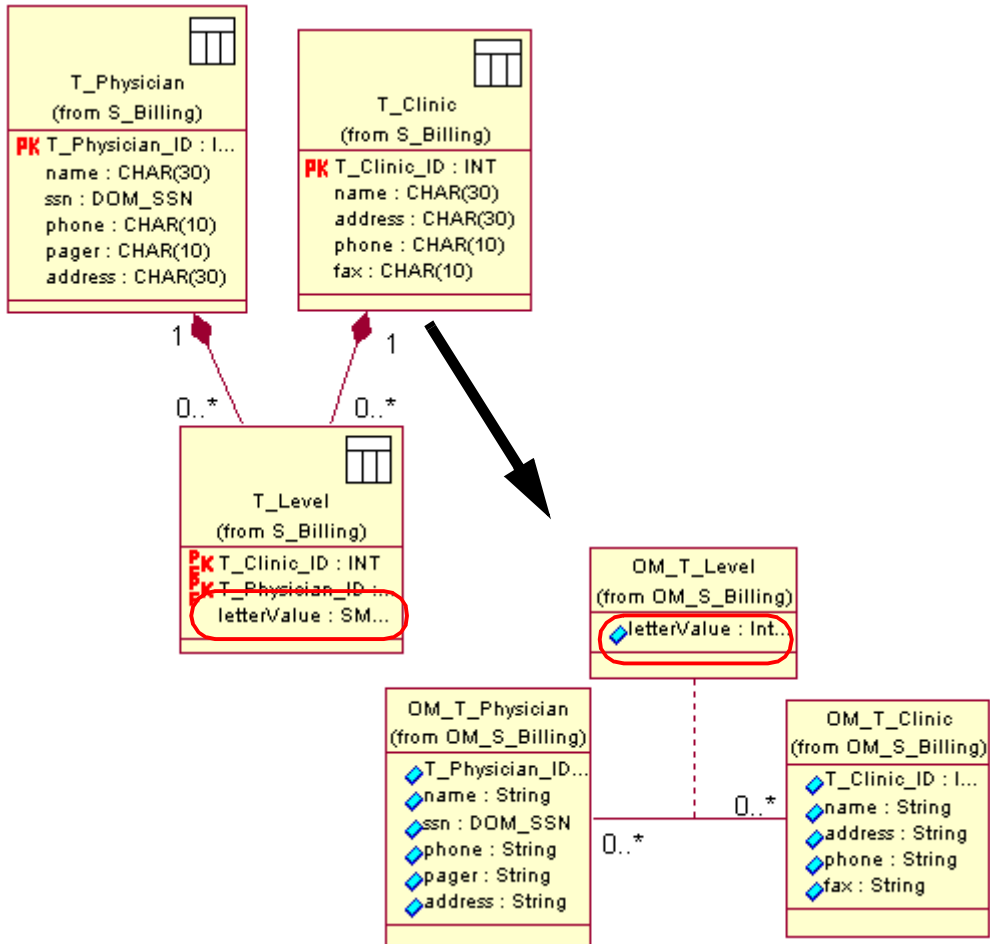 T_Physician
(from S_Billing)
PK T_Physician_ID : I...
name : CHAR(30)
ssn : DOM_SSN
phone : CHAR(10)
pager : CHAR(10)
address : CHAR(30)
T_Clinic
(from S_Billing)
PK T_Clinic_ID : INT
name : CHAR(30)
address : CHAR(30)
phone : CHAR(10)
fax : CHAR(10)
1
1
0..*
0..*
T_Level
(from S_Billing)
PK T_Clinic_ID : INT
PK T_Physician_ID :...
letterValue : SM...
OM_T_Level
(from OM_S_Billing)
letterValue : Int...
OM_T_Physician
(from OM_S_Billing)
T_Physician_ID...
name : String
ssn : DOM_SSN
phone : String
pager : String
address : String
0..*
0..*
OM_T_Clinic
(from OM_S_Billing)
T_Clinic_ID : I...
name : String
address : String
phone : String
fax : String